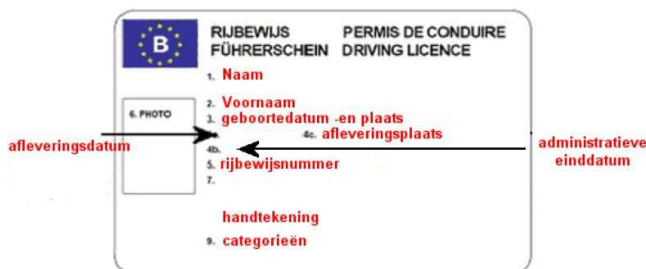 B
RIJBEWIJS PERMIS DE CONDUIRE
FÜHRERSCHEIN DRIVING LICENCE
1. Naam
2. Voornaam
6. PHOTO
3. geboortedatum -en plaats
4c. afleveringsplaats
afleveringsdatum
4b.
administratieve
einddatum
5. rijbewijsnummer
7.
handtekening
9. categorieën